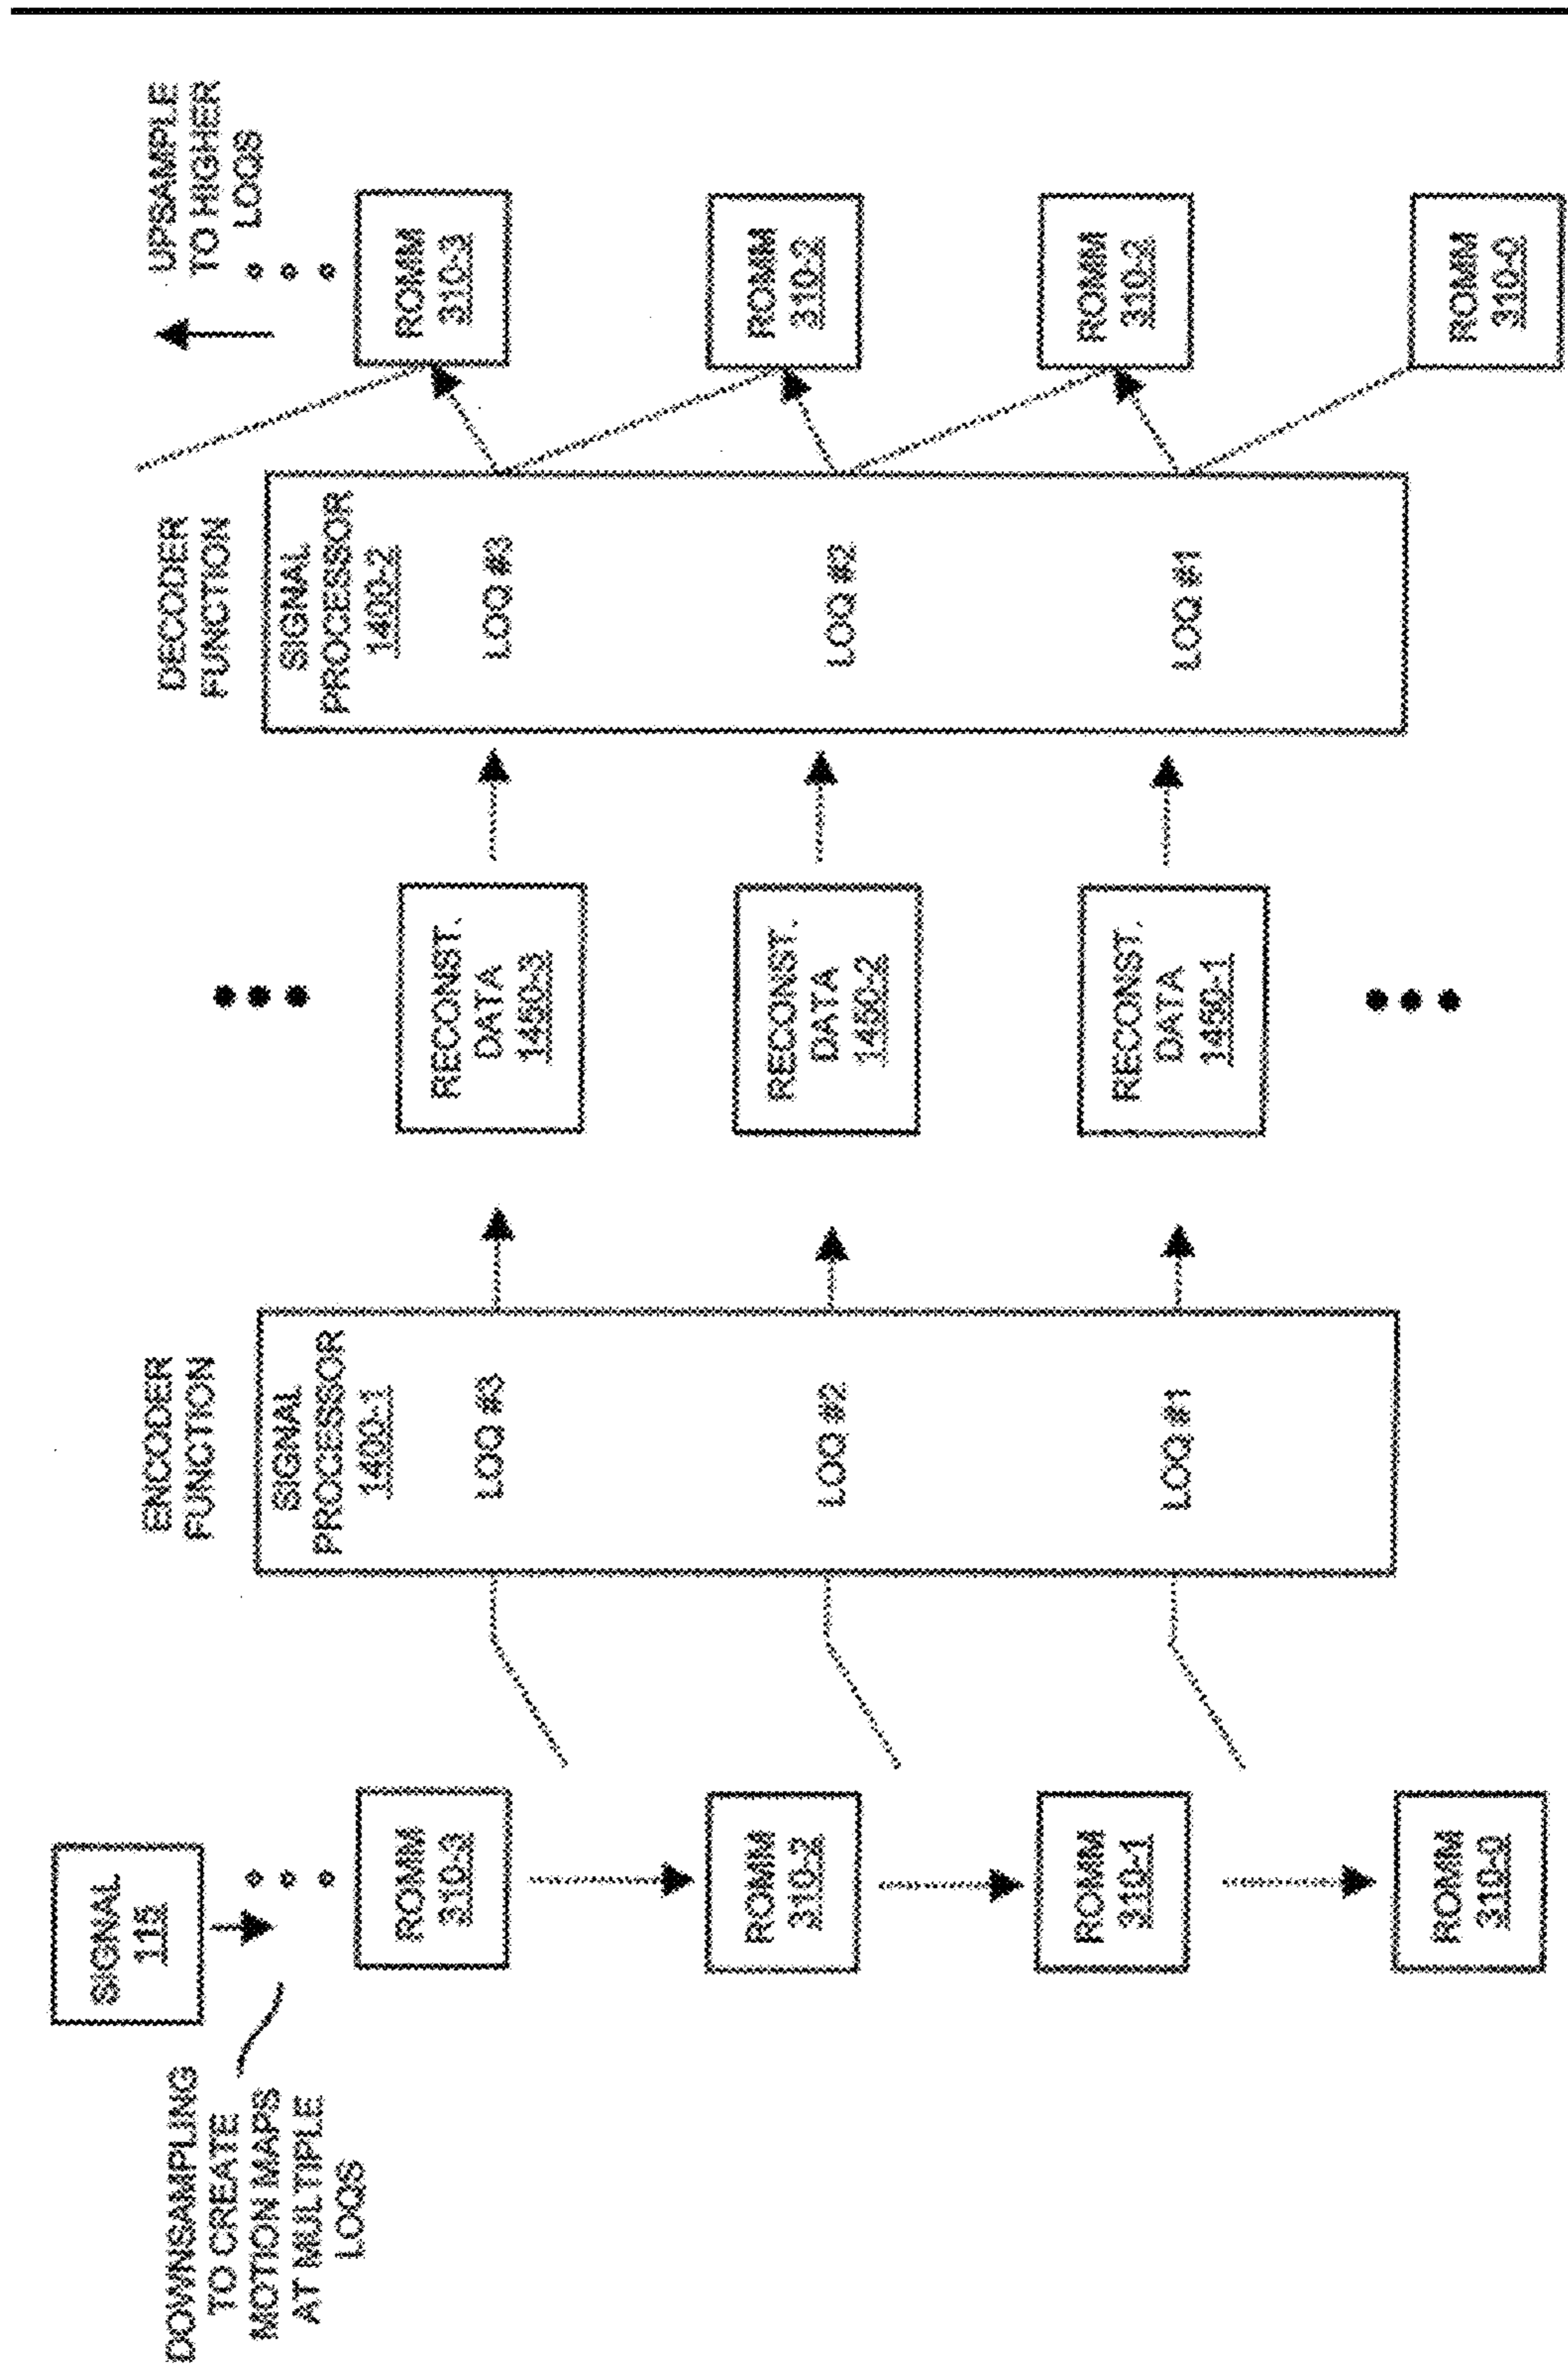 SIGNAL
115
DOWNSAMPLING
TO CREATE
MOTION MAPS
AT MULTIPLE
LOQS
ROMM
310-3
ROMM
310-2
ROMM
310-1
ROMM
310-0
ENCODER
FUNCTION
SIGNAL
PROCESSOR
1400-1
LOQ #3
LOQ #2
LOQ #1
RECONST.
DATA
1450-3
RECONST.
DATA
1450-2
RECONST.
DATA
1450-1
DECODER
FUNCTION
SIGNAL
PROCESSOR
1400-2
LOQ #3
LOQ #2
LOQ #1
UPSAMPLE
TO HIGHER
LOQS
ROMM
310-3
ROMM
310-2
ROMM
310-2
ROMM
310-0